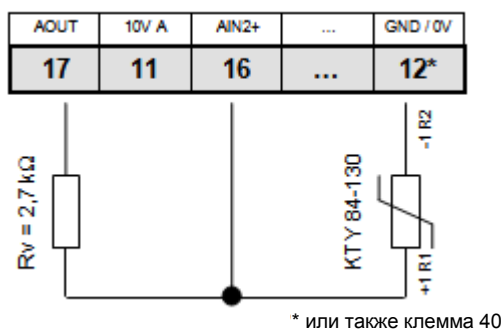 AOUT 10V A AIN2+ ... GND / 0V
17 11 16 ... 12*
Rv = 2,7 kΩ
KTY 84-130
-1 R2
+1 R1
* или также клемма 40